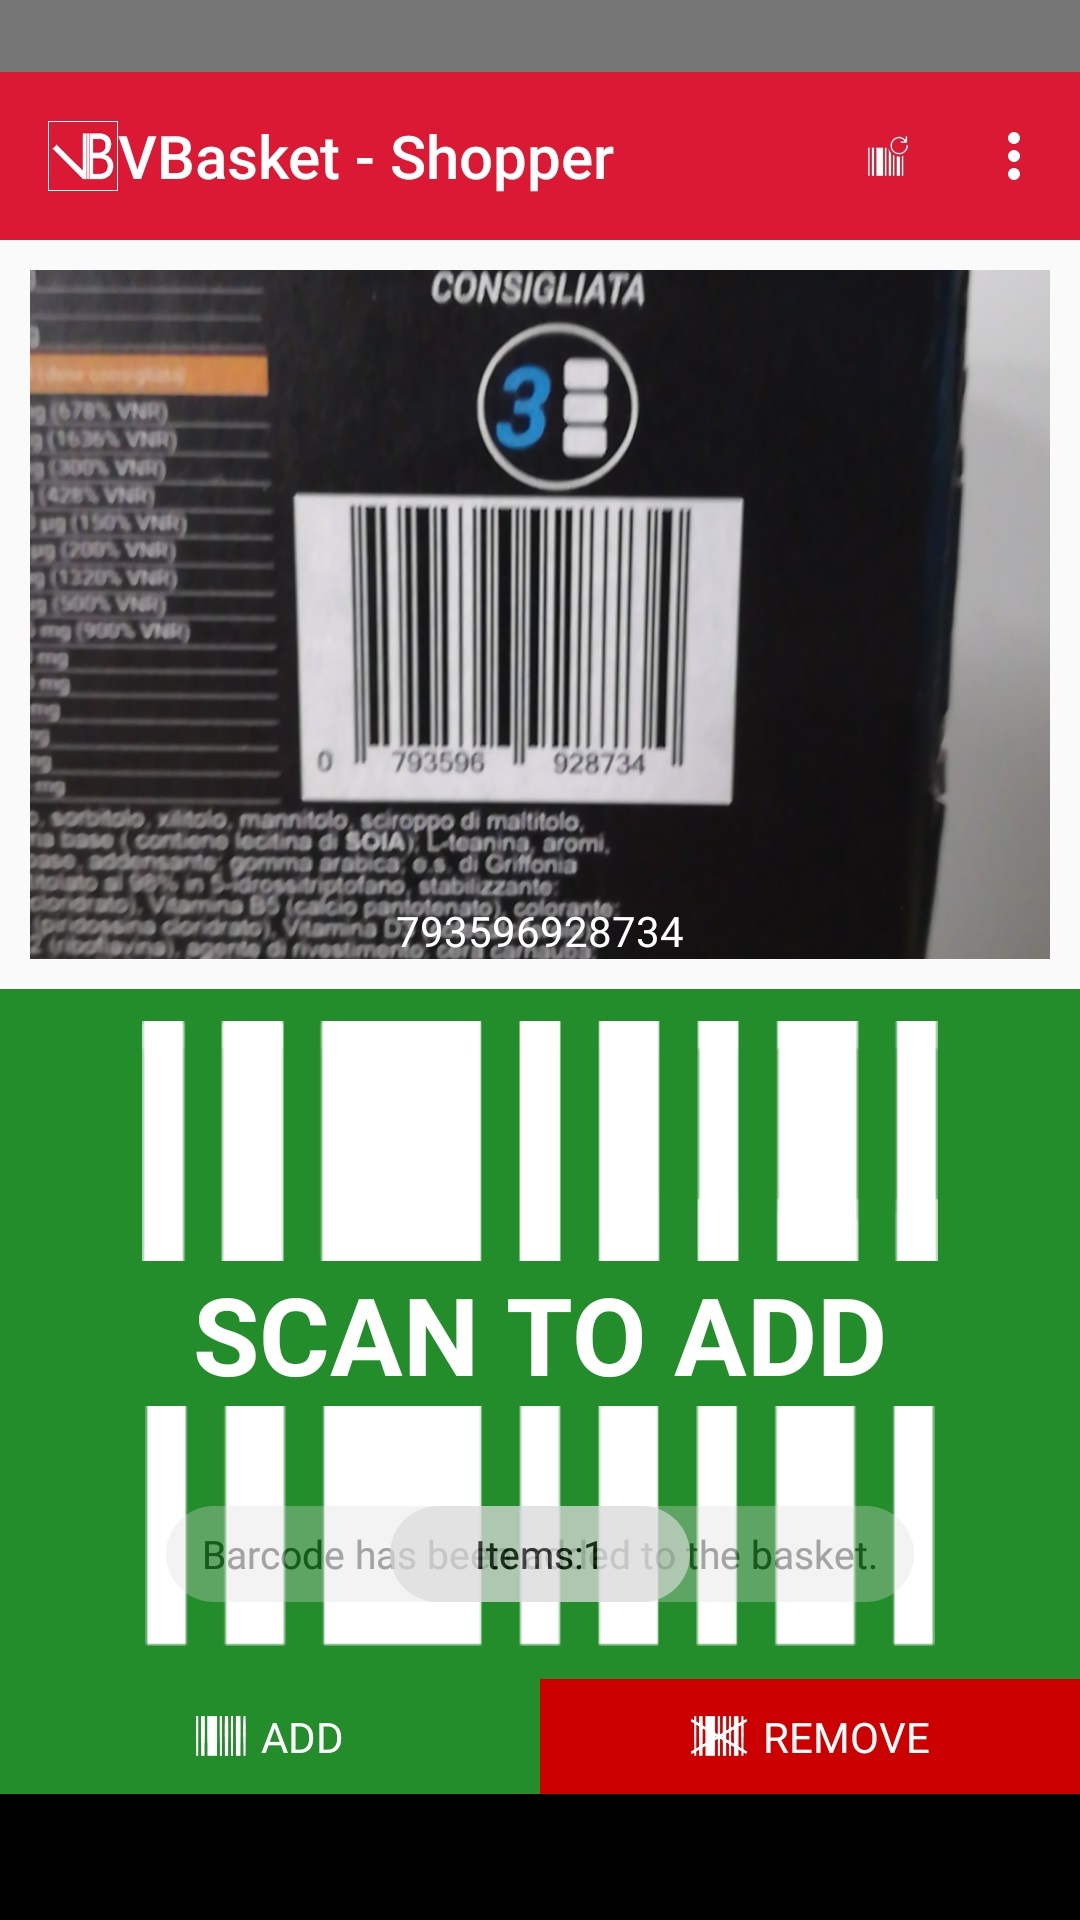 VB VBasket - Shopper
CONSIGLIATA
3
(678% VNR)
(1636% VNR)
(300% VNR)
(428% VNR)
µg (150% VNR)
µg (200% VNR)
(1320% VNR)
(500% VNR)
mg (900% VNR)
mg
mg
mg
mg
0 793596 928734
sorbitolo, xilitolo, mannitolo, sciroppo di maltitolo,
base ( contiene lecitina di SOIA), L-teanina, aromi,
addensante: gomma arabica, e.s. di Griffonia
al 98% in 5-idrossitriptofano, stabilizzante:
Vitamina B5 (calcio pantotenato), colorante:
(piridossina cloridrato), Vitamina
(riboflavina), agente di rivestimento: cera carnauba.
793596928734
SCAN TO ADD
Barcode has been added to the basket.
Items:1
ADD
REMOVE